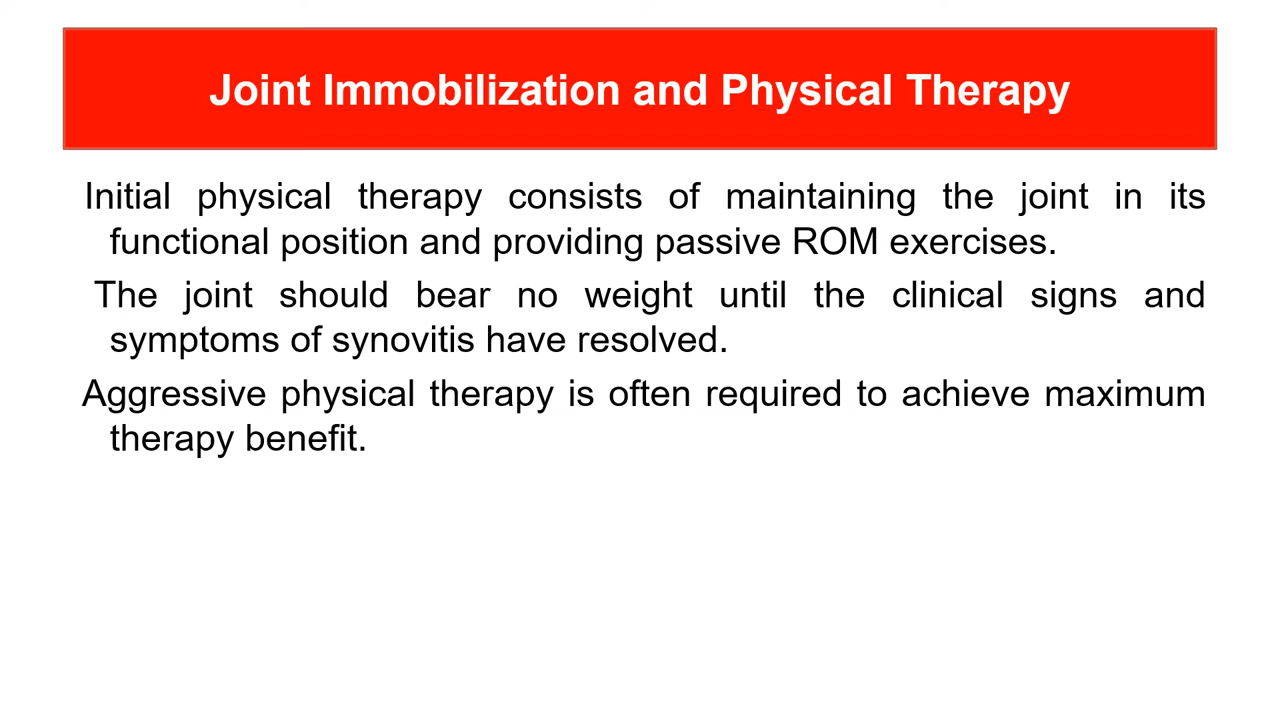 Joint Immobilization and Physical Therapy
Initial physical therapy consists of maintaining the joint in its
functional position and providing passive ROM exercises.
The joint should bear no weight until the clinical signs and
symptoms of synovitis have resolved.
Aggressive physical therapy is often required to achieve maximum
therapy benefit.